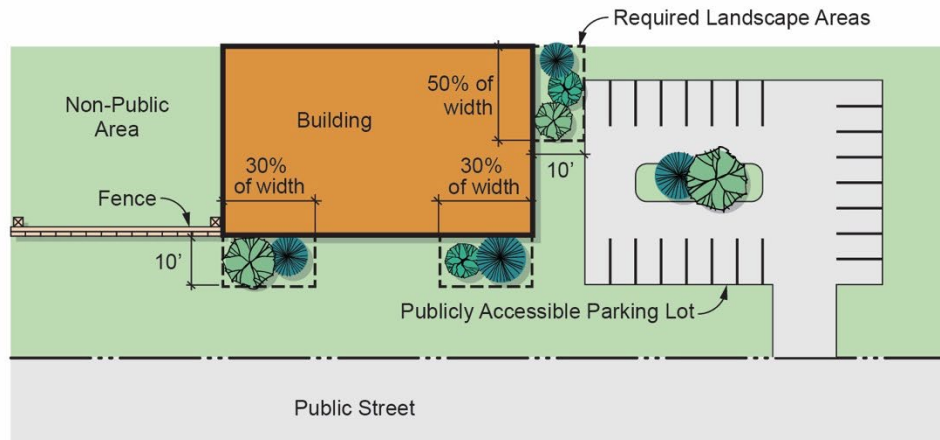 Required Landscape Areas
Non-Public
Area
Building
50% of
width
30%
of width
30%
of width
10'
Fence
10'
Publicly Accessible Parking Lot
Public Street